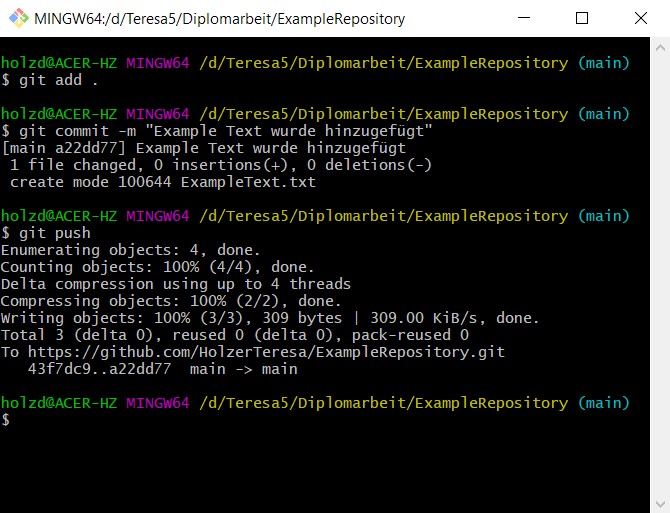 MINGW64:/d/Teresa5/Diplomarbeit/ExampleRepository
holzd@ACER-HZ MINGW64 /d/Teresa5/Diplomarbeit/ExampleRepository (main)
$ git add .
holzd@ACER-HZ MINGW64 /d/Teresa5/Diplomarbeit/ExampleRepository (main)
$ git commit -m "Example Text wurde hinzugefügt"
[main a22dd77] Example Text wurde hinzugefügt
 1 file changed, 0 insertions(+), 0 deletions(-)
 create mode 100644 ExampleText.txt
holzd@ACER-HZ MINGW64 /d/Teresa5/Diplomarbeit/ExampleRepository (main)
$ git push
Enumerating objects: 4, done.
Counting objects: 100% (4/4), done.
Delta compression using up to 4 threads
Compressing objects: 100% (2/2), done.
Writing objects: 100% (3/3), 309 bytes | 309.00 KiB/s, done.
Total 3 (delta 0), reused 0 (delta 0), pack-reused 0
To https://github.com/HolzerTeresa/ExampleRepository.git
   43f7dc9..a22dd77  main -> main
holzd@ACER-HZ MINGW64 /d/Teresa5/Diplomarbeit/ExampleRepository (main)
$